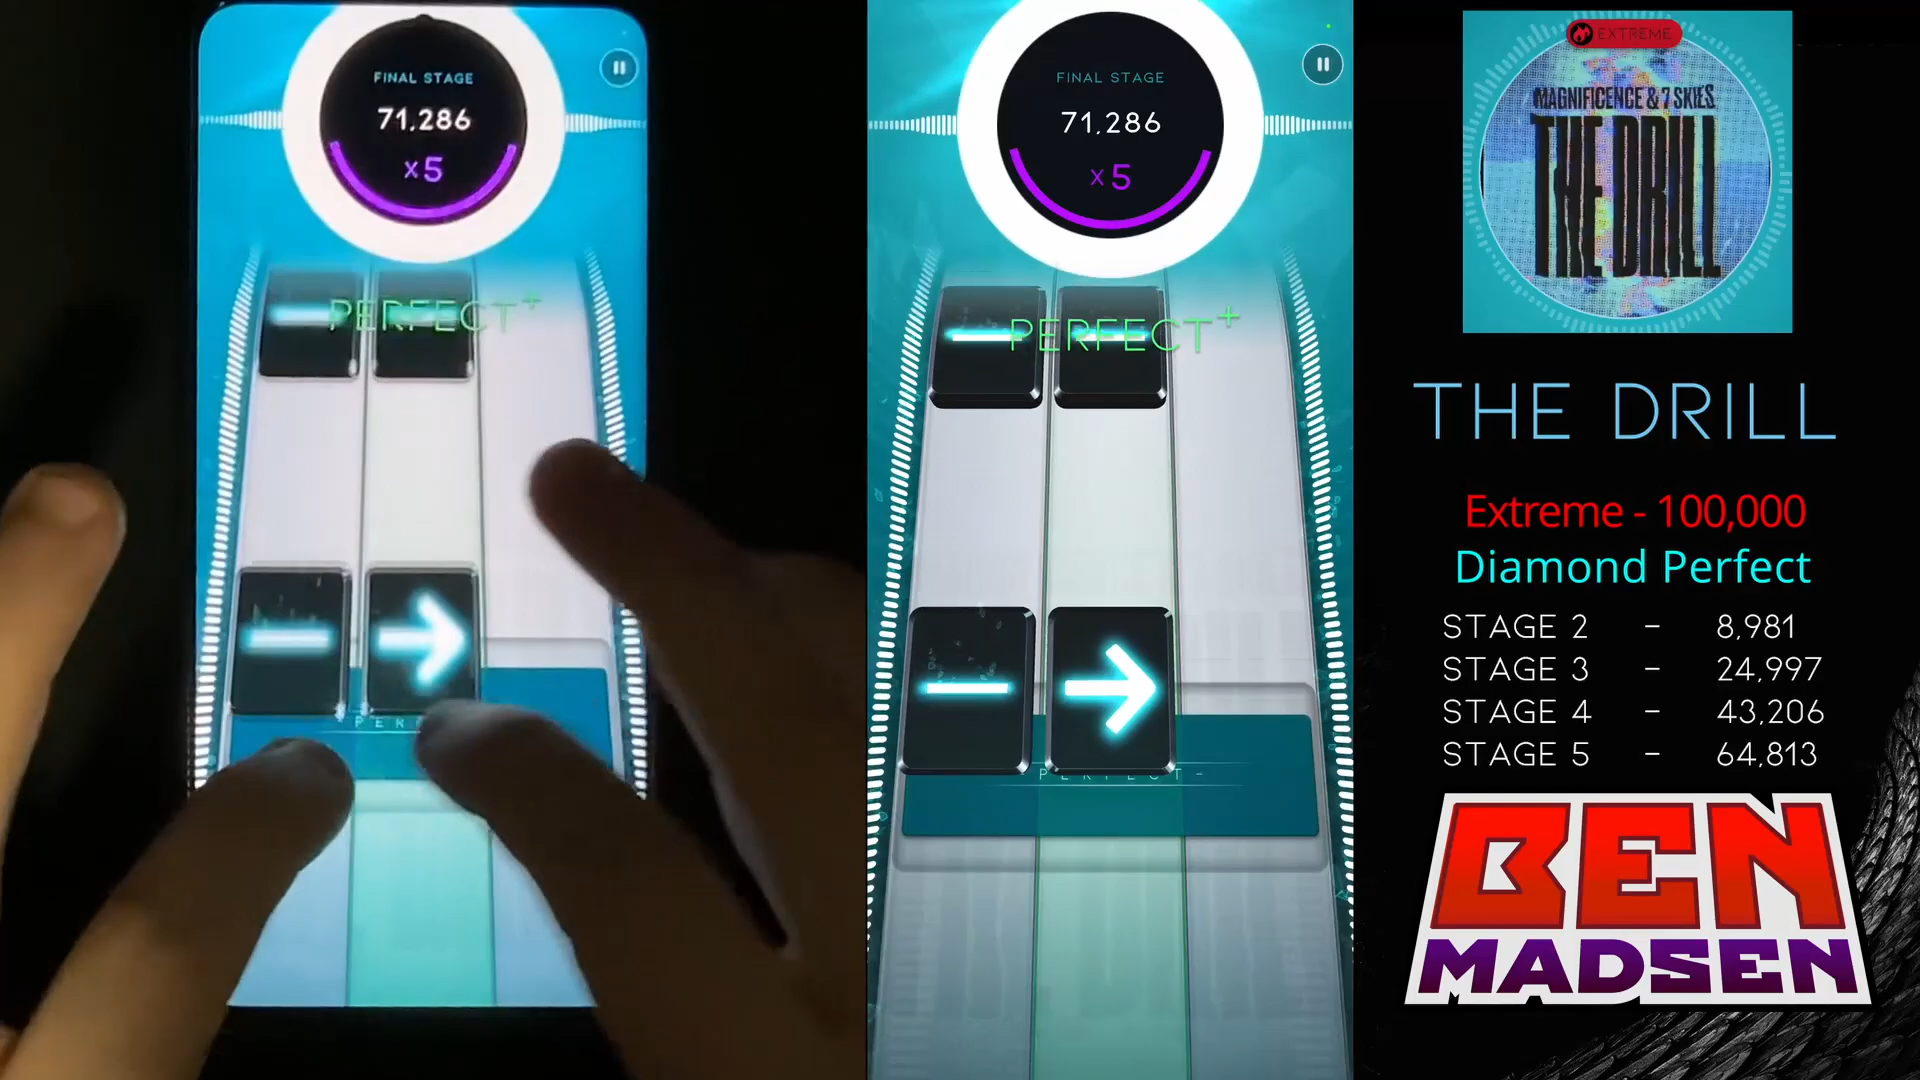 FINAL STAGE
71,286
x5
PERFECT+
FINAL STAGE
71,286
x5
PERFECT+
PERFECT-
EXTREME
MAGNIFICENCE & 7 SKIES
THE DRILL
THE DRILL
Extreme - 100,000
Diamond Perfect
STAGE 2 - 8,981
STAGE 3 - 24,997
STAGE 4 - 43,206
STAGE 5 - 64,813
BEN
MADSEN